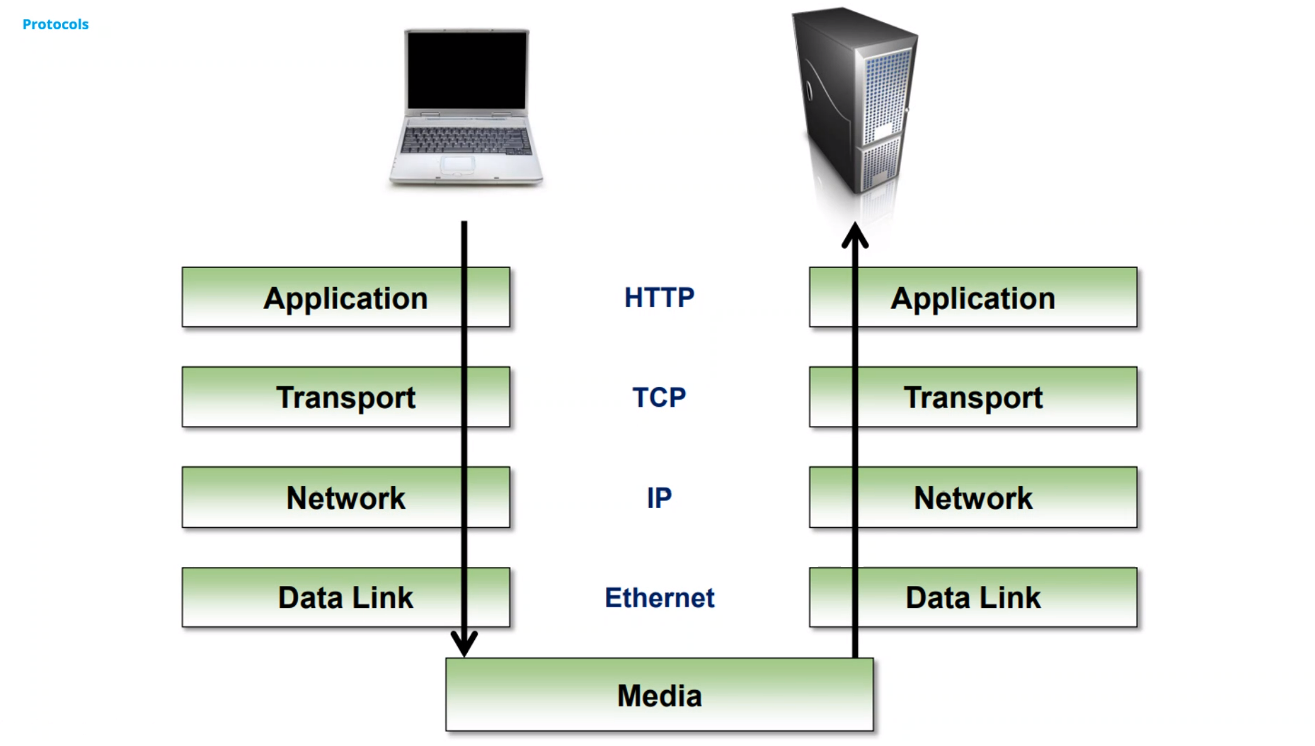 Protocols
Application HTTP Application
Transport TCP Transport
Network IP Network
Data Link Ethernet Data Link
Media